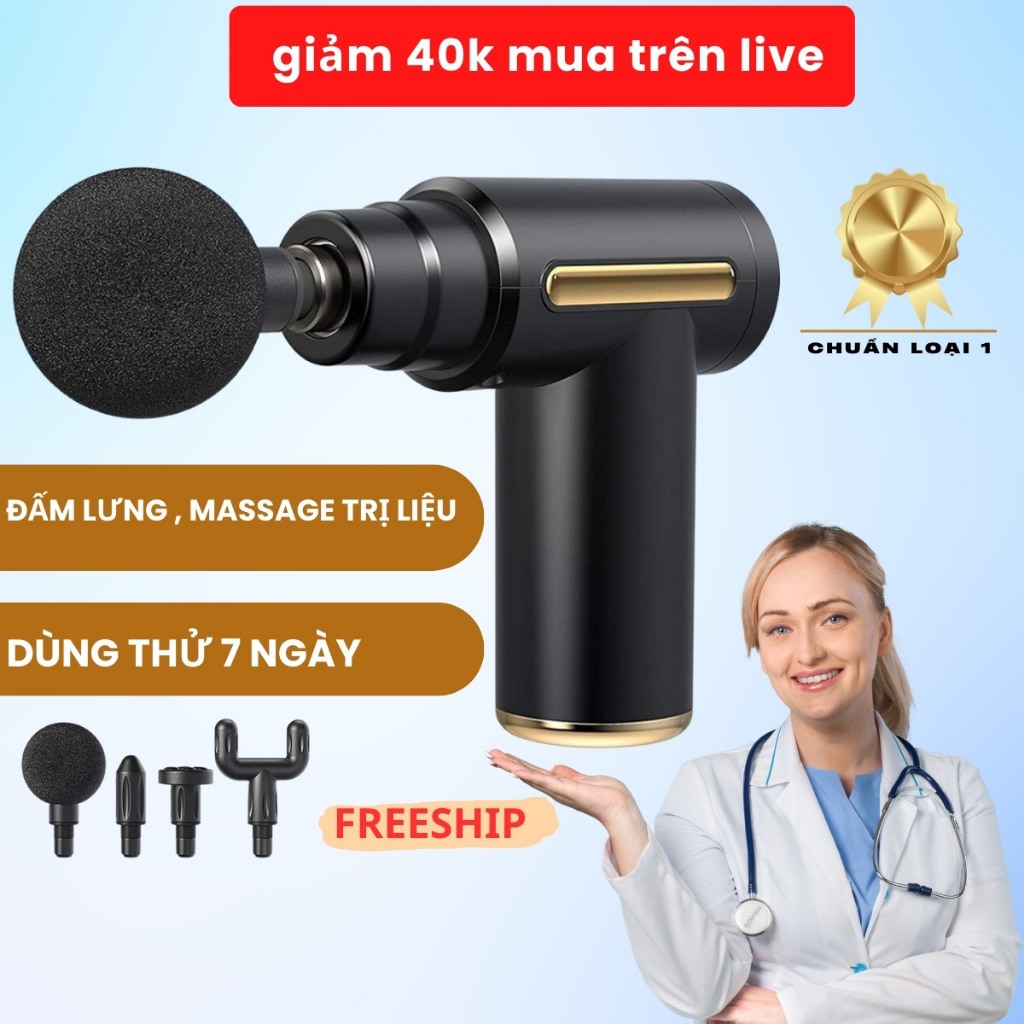 giảm 40k mua trên live
CHUẨN LOẠI 1
ĐẤM LƯNG , MASSAGE TRỊ LIỆU
DÙNG THỬ 7 NGÀY
FREESHIP